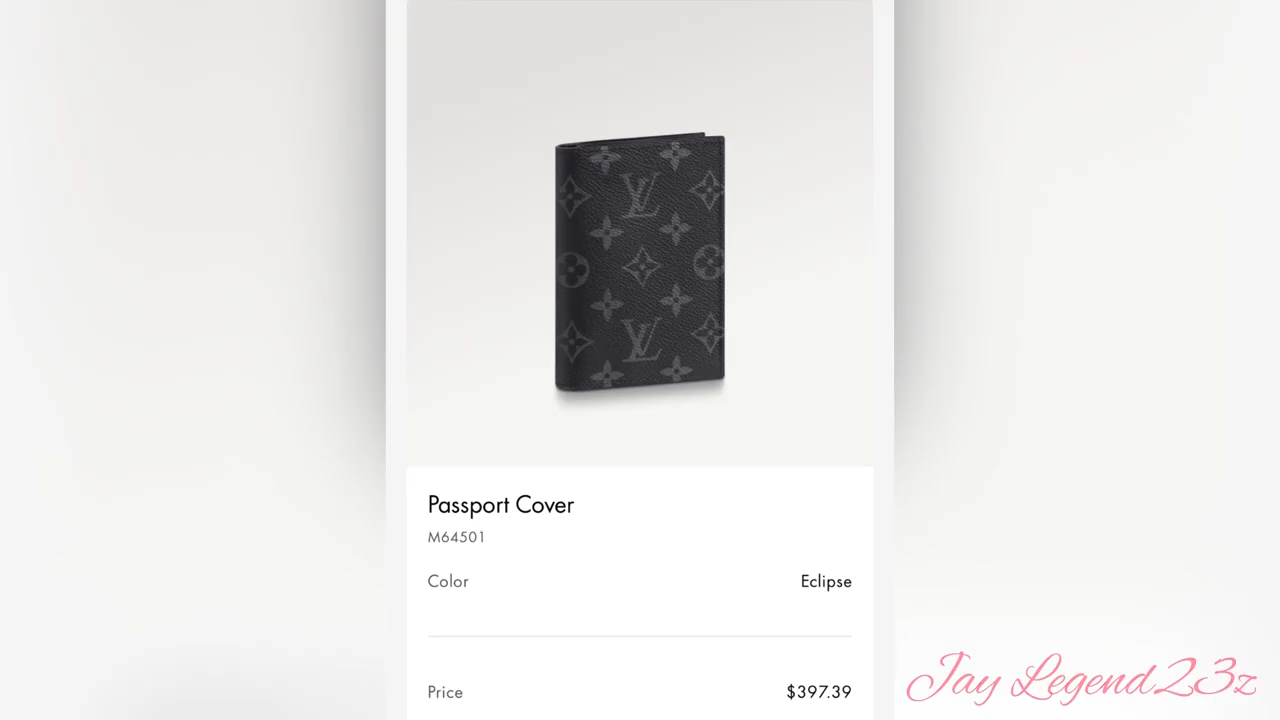 Passport Cover
M64501
Color Eclipse
Price $397.39
Jay Legend23z